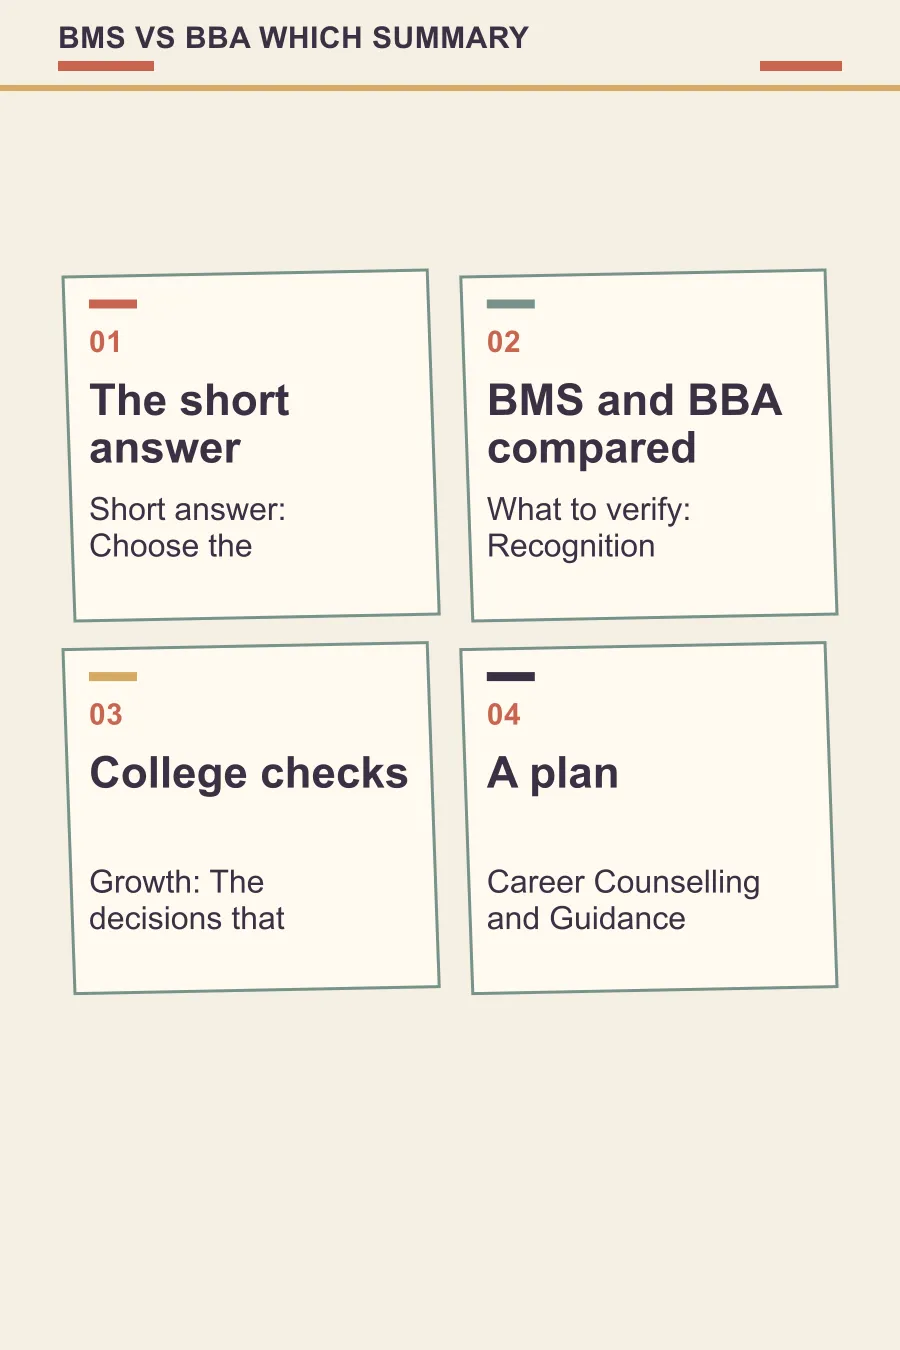 BMS VS BBA WHICH SUMMARY
01
The short
answer
Short answer:
Choose the
02
BMS and BBA
compared
What to verify:
Recognition
03
College checks
Growth: The
decisions that
04
A plan
Career Counselling
and Guidance